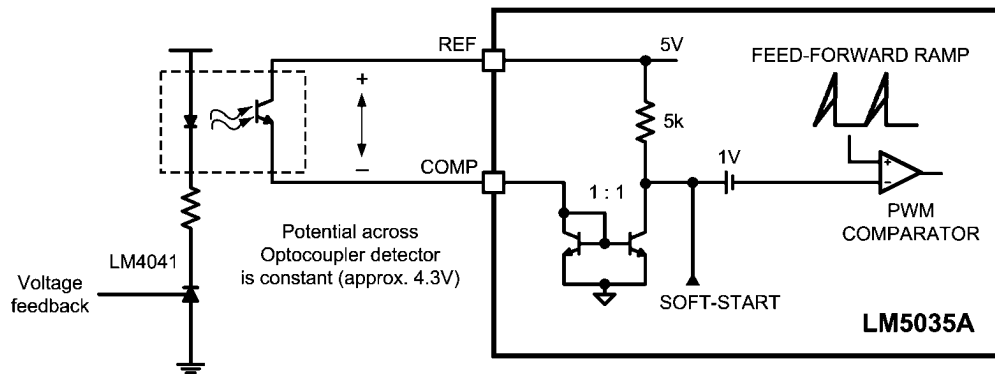 REF
5V
FEED-FORWARD RAMP
+
5k
–
COMP
1V
+
–
1 : 1
PWM
COMPARATOR
Potential across
Optocoupler detector
is constant (approx. 4.3V)
LM4041
Voltage
feedback
SOFT-START
LM5035A